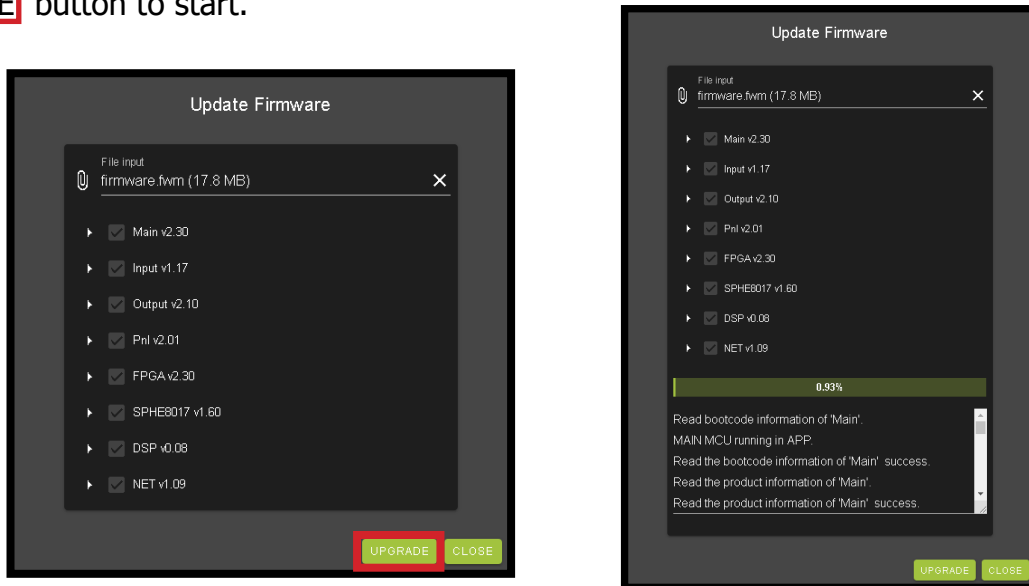 E button to start.
Update Firmware
File input
firmware.fwm (17.8 MB)
Main v2.30
Input v1.17
Output v2.10
Pnl v2.01
FPGA v2.30
SPHE8017 v1.60
DSP v0.08
NET v1.09
UPGRADE CLOSE
Update Firmware
File input
firmware.fwm (17.8 MB)
Main v2.30
Input v1.17
Output v2.10
Pnl v2.01
FPGA v2.30
SPHE8017 v1.60
DSP v0.08
NET v1.09
0.93%
Read bootcode information of 'Main'.
MAIN MCU running in APP.
Read the bootcode information of 'Main' success.
Read the product information of 'Main'.
Read the product information of 'Main' success.
UPGRADE CLOSE